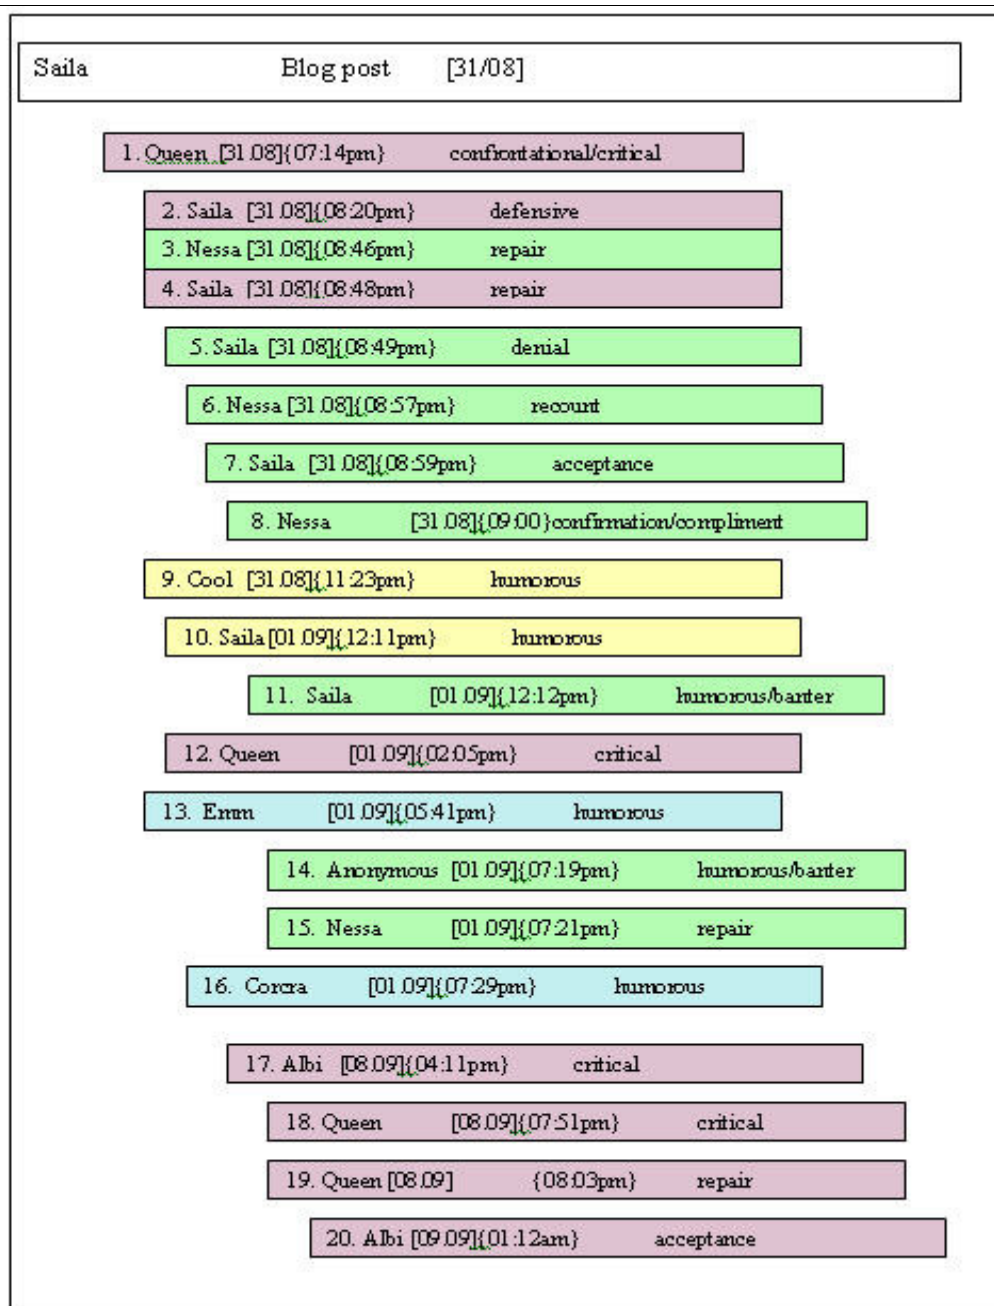 Saila Blog post [31/08]
1. Queen [31.08]{07:14pm} confrontational/critical
2. Saila [31.08]{08:20pm} defensive
3. Nessa [31.08]{08:46pm} repair
4. Saila [31.08]{08:48pm} repair
5. Saila [31.08]{08:49pm} denial
6. Nessa [31.08]{08:57pm} recount
7. Saila [31.08]{08:59pm} acceptance
8. Nessa [31.08]{09:00}confirmation/compliment
9. Cool [31.08]{11:23pm} humorous
10. Saila[01.09]{12:11pm} humorous
11. Saila [01.09]{12:12pm} humorous/banter
12. Queen [01.09]{02:05pm} critical
13. Emm [01.09]{05:41pm} humorous
14. Anonymous [01.09]{07:19pm} humorous/banter
15. Nessa [01.09]{07:21pm} repair
16. Corcra [01.09]{07:29pm} humorous
17. Albi [08.09]{04:11pm} critical
18. Queen [08.09]{07:51pm} critical
19. Queen [08.09] {08:03pm} repair
20. Albi [09.09]{01:12am} acceptance